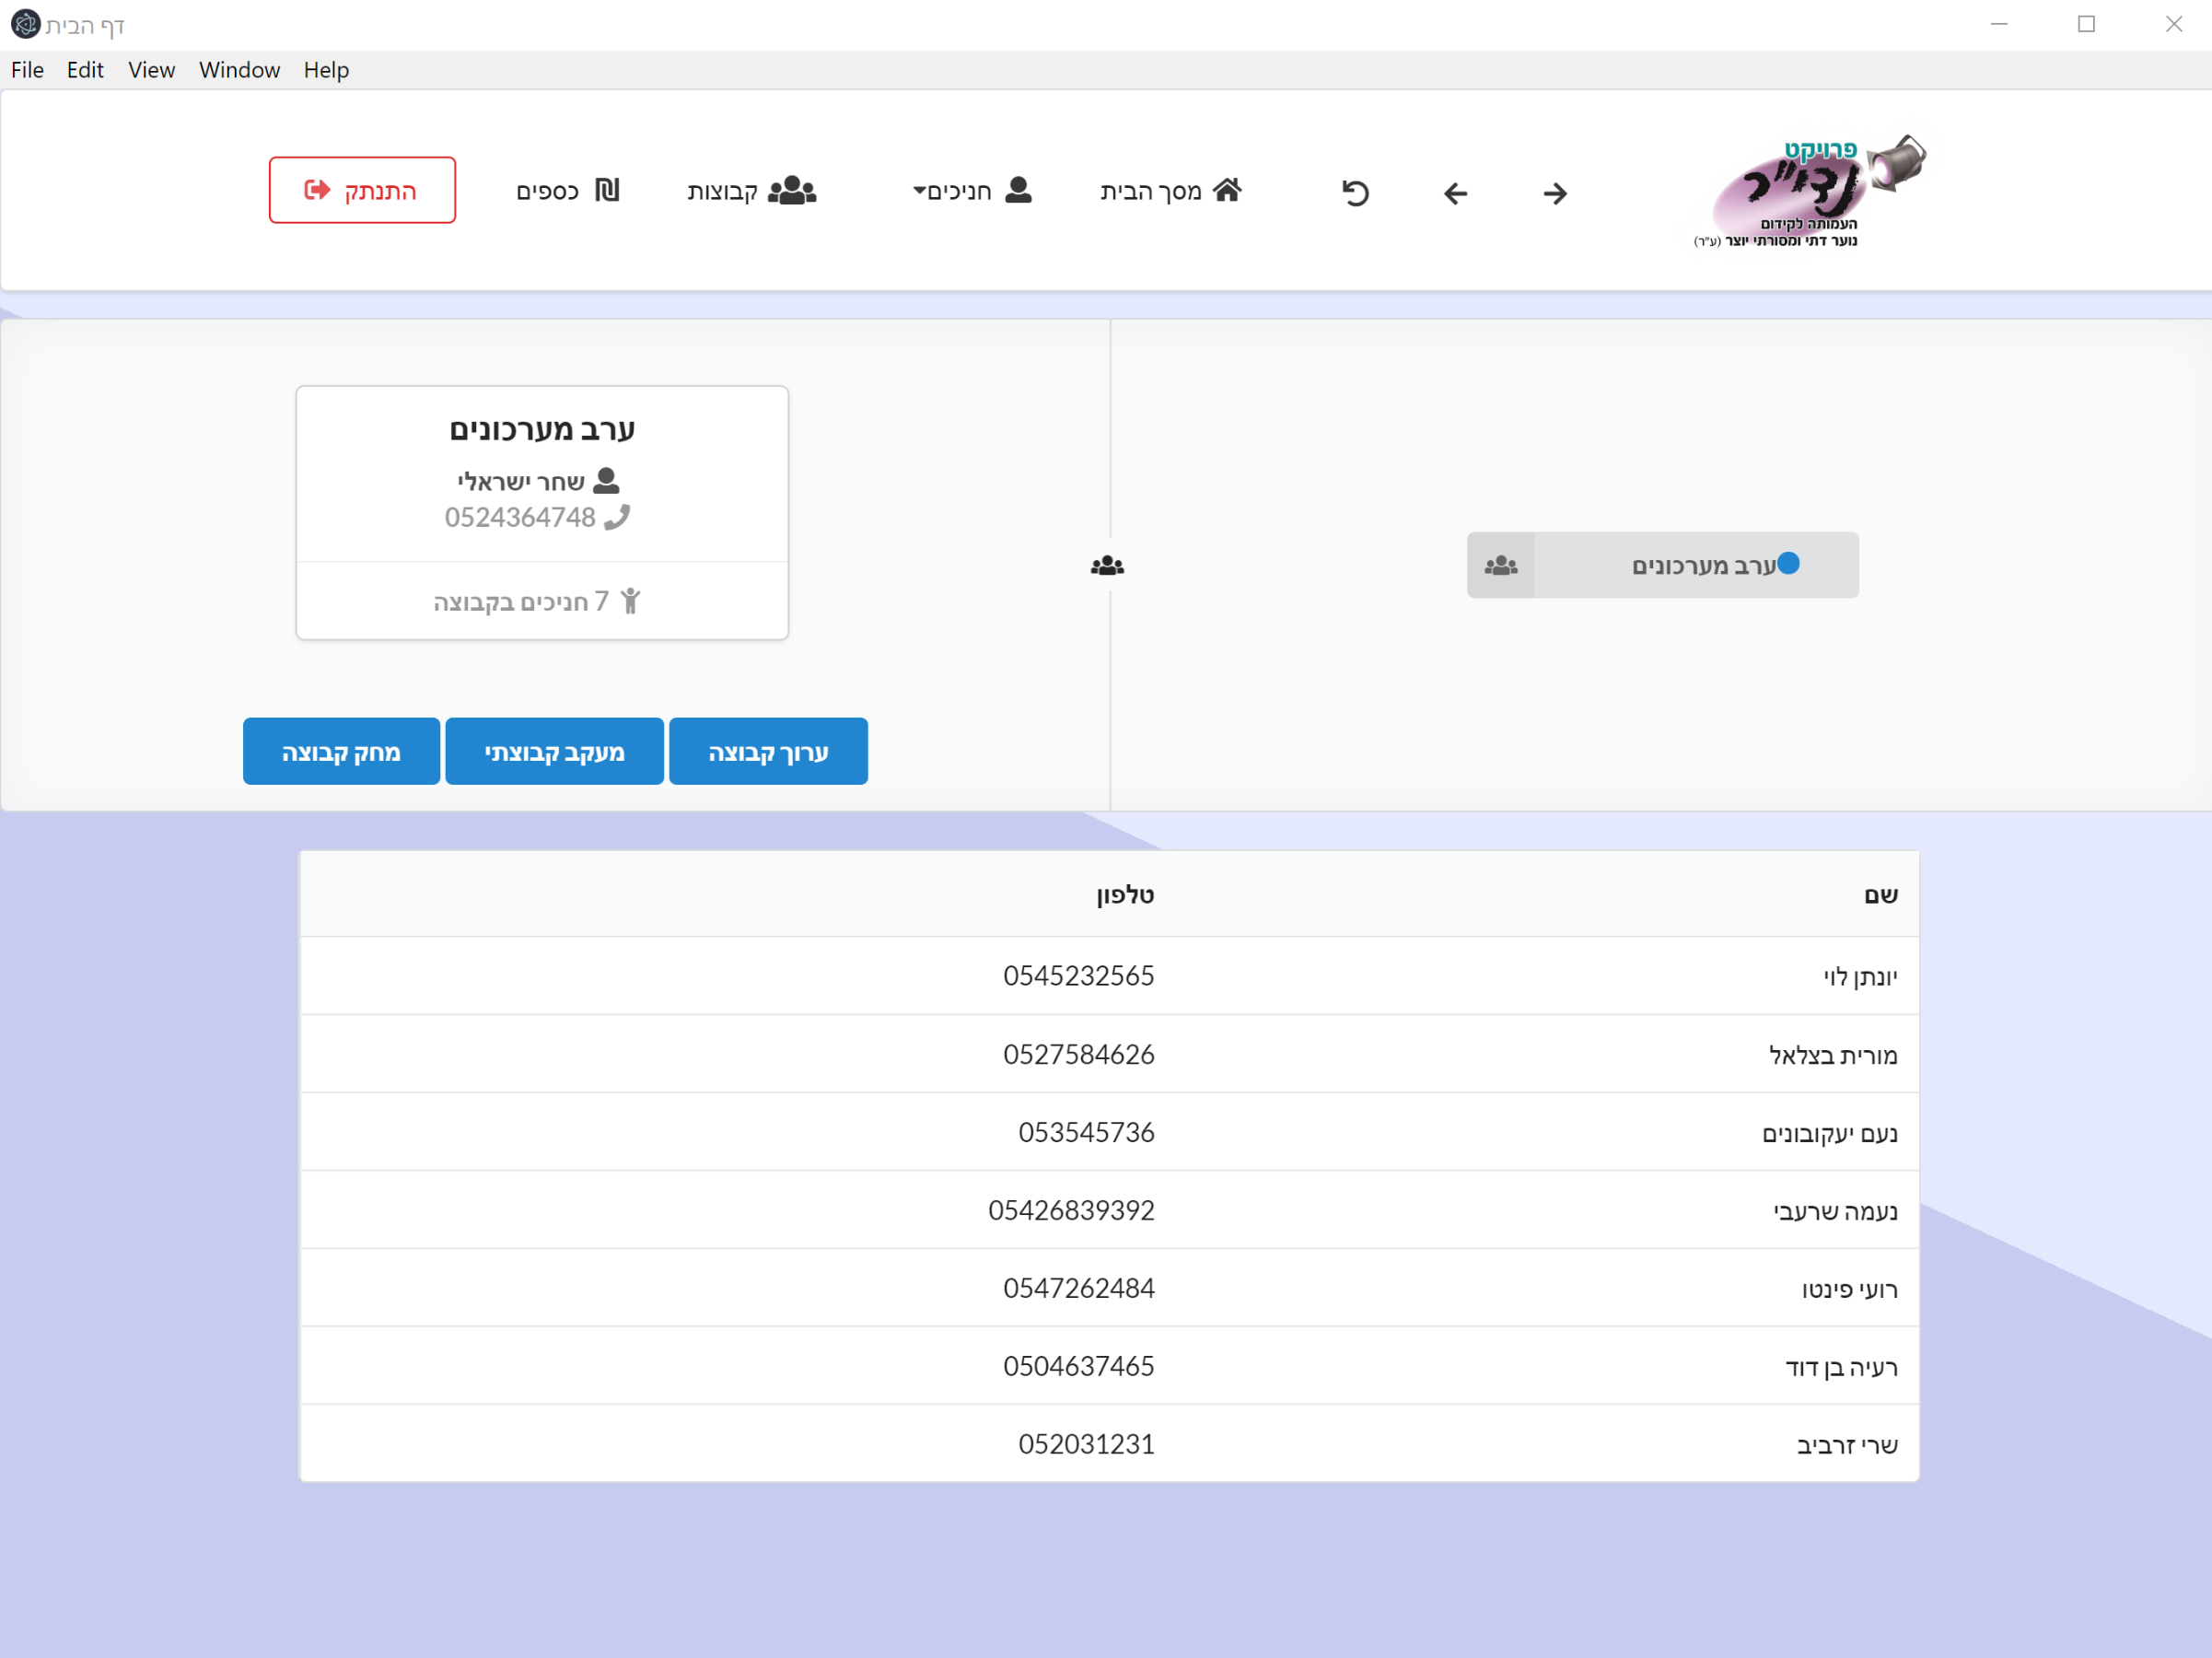 דף הבית
File Edit View Window Help
פרויקט
נדי"ר
העמותה לקידום
נוער דתי ומסורתי יוצר (ע"ר)
מסך הבית
חניכים
קבוצות
כספים
התנתק
ערב מערכונים
ערב מערכונים
שחר ישראלי
0524364748
7 חניכים בקבוצה
ערוך קבוצה
מעקב קבוצתי
מחק קבוצה
שם טלפון
יונתן לוי 0545232565
מורית בצלאל 0527584626
נעם יעקובונים 053545736
נעמה שרעבי 05426839392
רועי פינטו 0547262484
רעיה בן דוד 0504637465
שרי זרביב 052031231